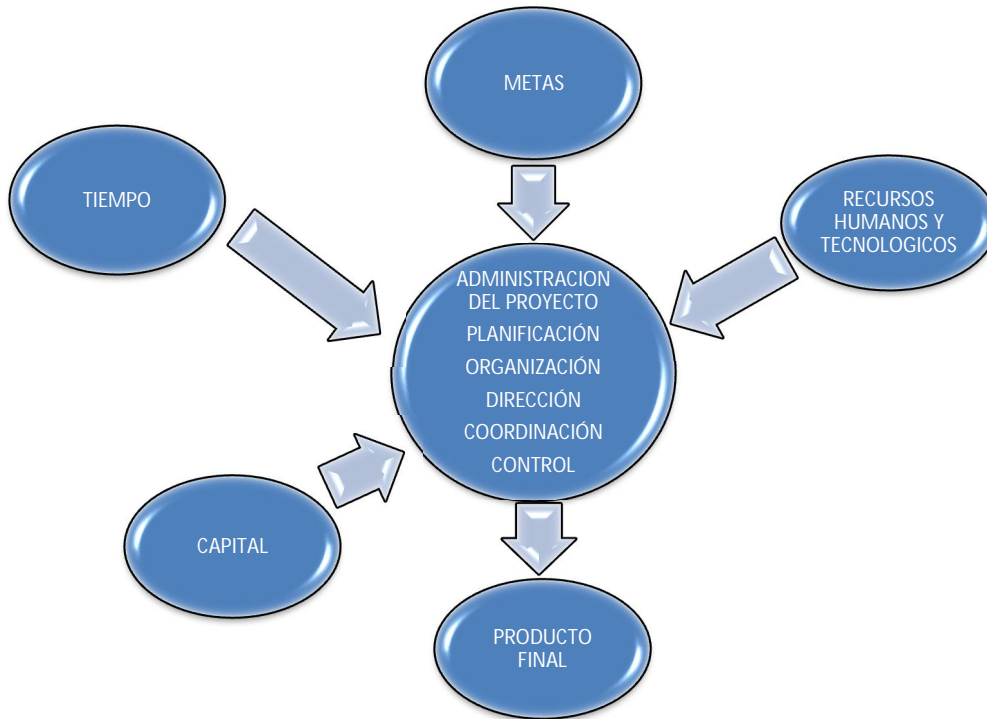 METAS
TIEMPO
RECURSOS
HUMANOS Y
TECNOLOGICOS
ADMINISTRACION
DEL PROYECTO
PLANIFICACIÓN
ORGANIZACIÓN
DIRECCIÓN
COORDINACIÓN
CONTROL
CAPITAL
PRODUCTO
FINAL